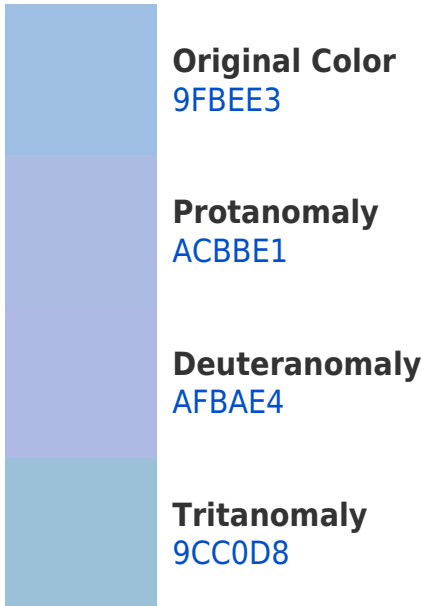 Original Color
9FBEE3
Protanomaly
ACBBE1
Deuteranomaly
AFBAE4
Tritanomaly
9CC0D8